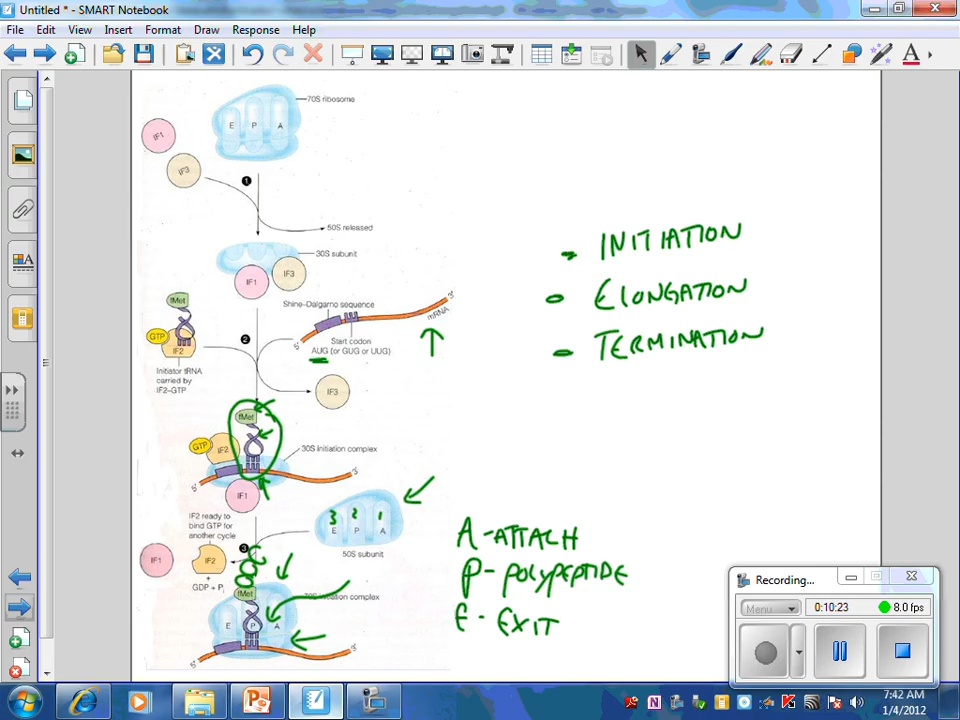 Untitled * - SMART Notebook
File Edit View Insert Format Draw Response Help
70S ribosome
E P A
IF1
IF3
1
50S released
30S subunit
IF1
IF3
fMet
Shine-Dalgarno sequence
3'
mRNA
GTP
IF2
2
5'
Start codon
AUG (or GUG or UUG)
Initiator tRNA
carried by
IF2-GTP
IF3
fMet
GTP
IF2
30S initiation complex
3'
5'
IF1
IF2 ready to
bind GTP for
another cycle
3 2 1
E P A
3
50S subunit
IF1
IF2
+
GDP + Pi
fMet
70S initiation complex
E P A
3'
5'
- INITIATION
- ELONGATION
- TERMINATION
A - ATTACH
P - POLYPEPTIDE
E - EXIT
Recording...
Menu
0:10:23
8.0 fps
7:42 AM
1/4/2012